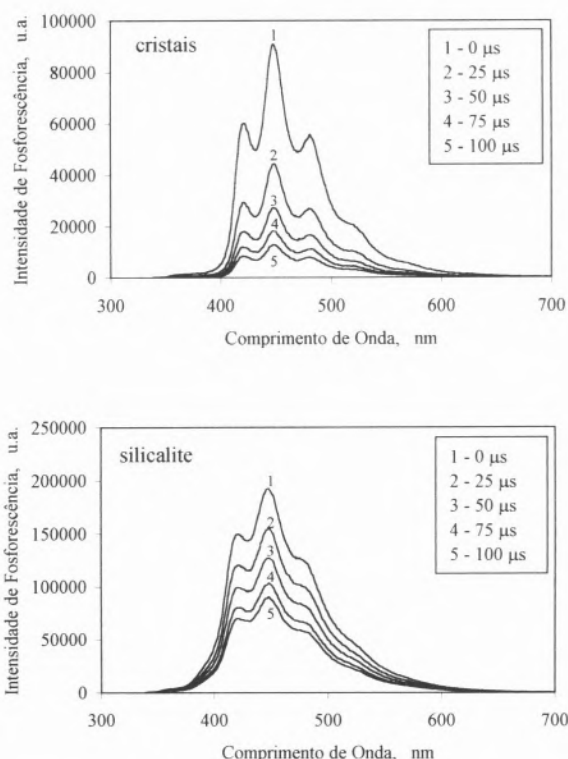 Intensidade de Fosforescência, u.a.
100000
80000
60000
40000
20000
0
cristais
1
2
3
4
5
1 - 0 µs
2 - 25 µs
3 - 50 µs
4 - 75 µs
5 - 100 µs
300
400
500
600
700
Comprimento de Onda, nm
Intensidade de Fosforescência, u.a.
250000
200000
150000
100000
50000
0
silicalite
1
2
3
4
5
1 - 0 µs
2 - 25 µs
3 - 50 µs
4 - 75 µs
5 - 100 µs
300
400
500
600
700
Comprimento de Onda, nm